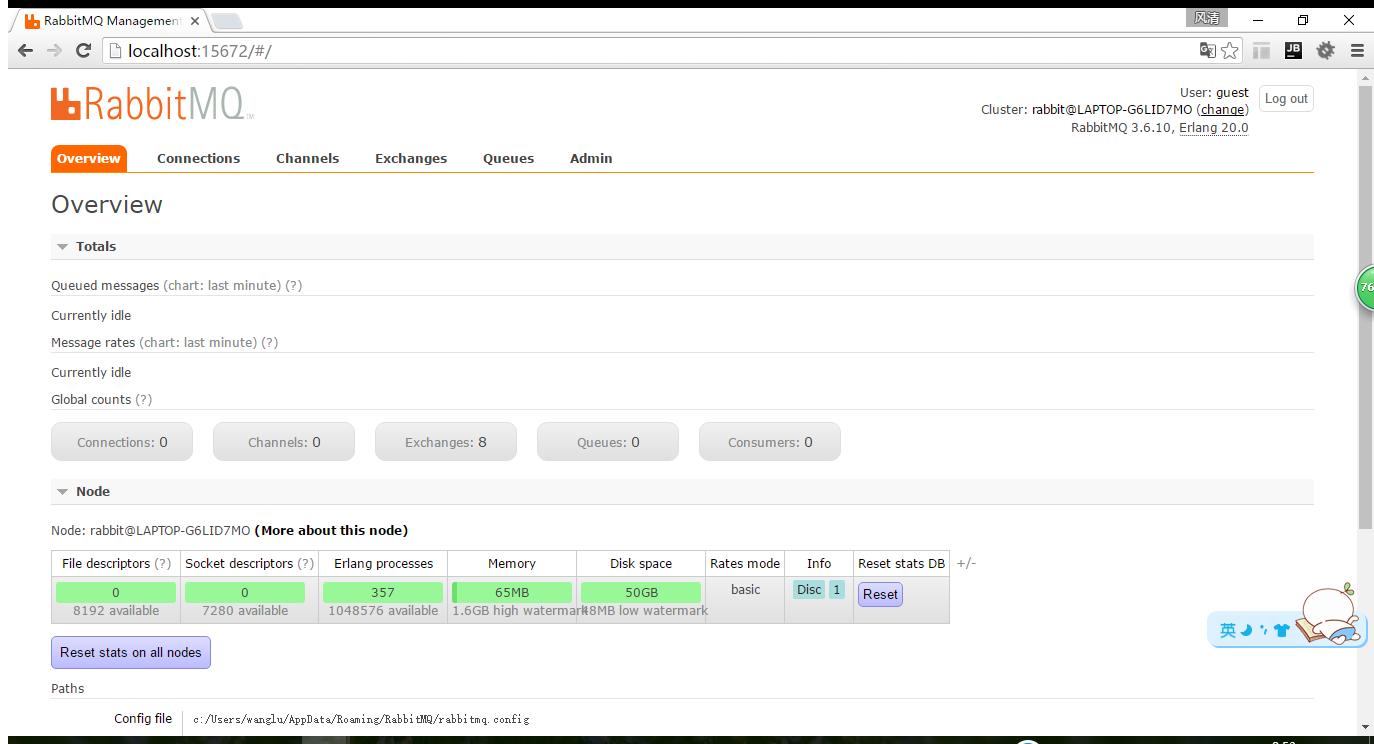 RabbitMQ Management
风清
localhost:15672/#/
JB
RabbitMQ TM
User: guest
Log out
Cluster: rabbit@LAPTOP-G6LID7MO (change)
RabbitMQ 3.6.10, Erlang 20.0
Overview Connections Channels Exchanges Queues Admin
Overview
Totals
Queued messages (chart: last minute) (?)
76
Currently idle
Message rates (chart: last minute) (?)
Currently idle
Global counts (?)
Connections: 0 Channels: 0 Exchanges: 8 Queues: 0 Consumers: 0
Node
Node: rabbit@LAPTOP-G6LID7MO (More about this node)
File descriptors (?) Socket descriptors (?) Erlang processes Memory Disk space Rates mode Info Reset stats DB +/-
0 0 357 65MB 50GB basic Disc 1 Reset
8192 available 7280 available 1048576 available 1.6GB high watermark 48MB low watermark
英
Reset stats on all nodes
Paths
Config file c:/Users/wanglu/AppData/Roaming/RabbitMQ/rabbitmq.config